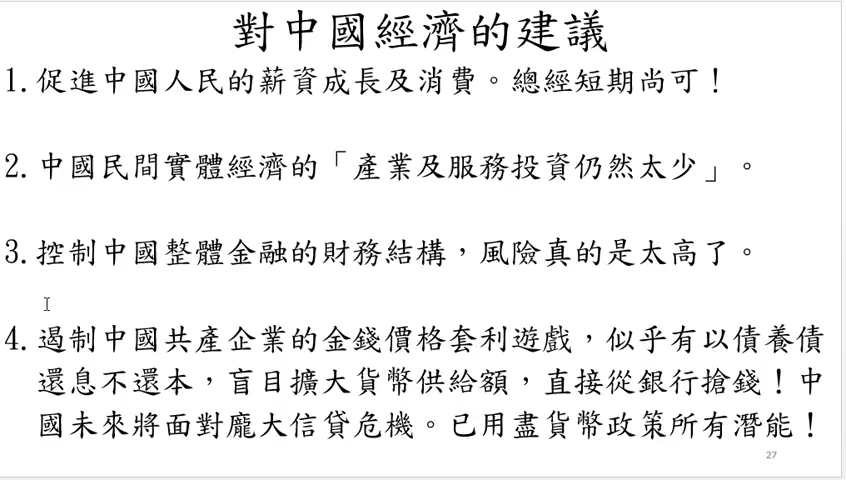 對中國經濟的建議
1.促進中國人民的薪資成長及消費。總經短期尚可！
2.中國民間實體經濟的「產業及服務投資仍然太少」。
3.控制中國整體金融的財務結構，風險真的是太高了。
4.遏制中國共產企業的金錢價格套利遊戲，似乎有以債養債
還息不還本，盲目擴大貨幣供給額，直接從銀行搶錢！中
國未來將面對龐大信貸危機。已用盡貨幣政策所有潛能！
27